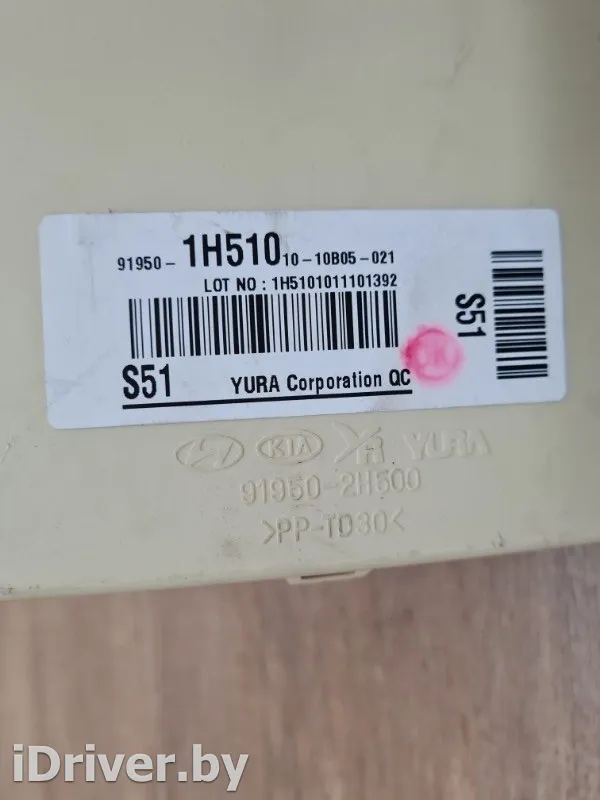 91950- 1H510 10-10B05-021
LOT NO : 1H5101011101392
S51
YURA Corporation QC
S51
KIA YURA
91950-2H500
>PP-TD30<
iDriver.by